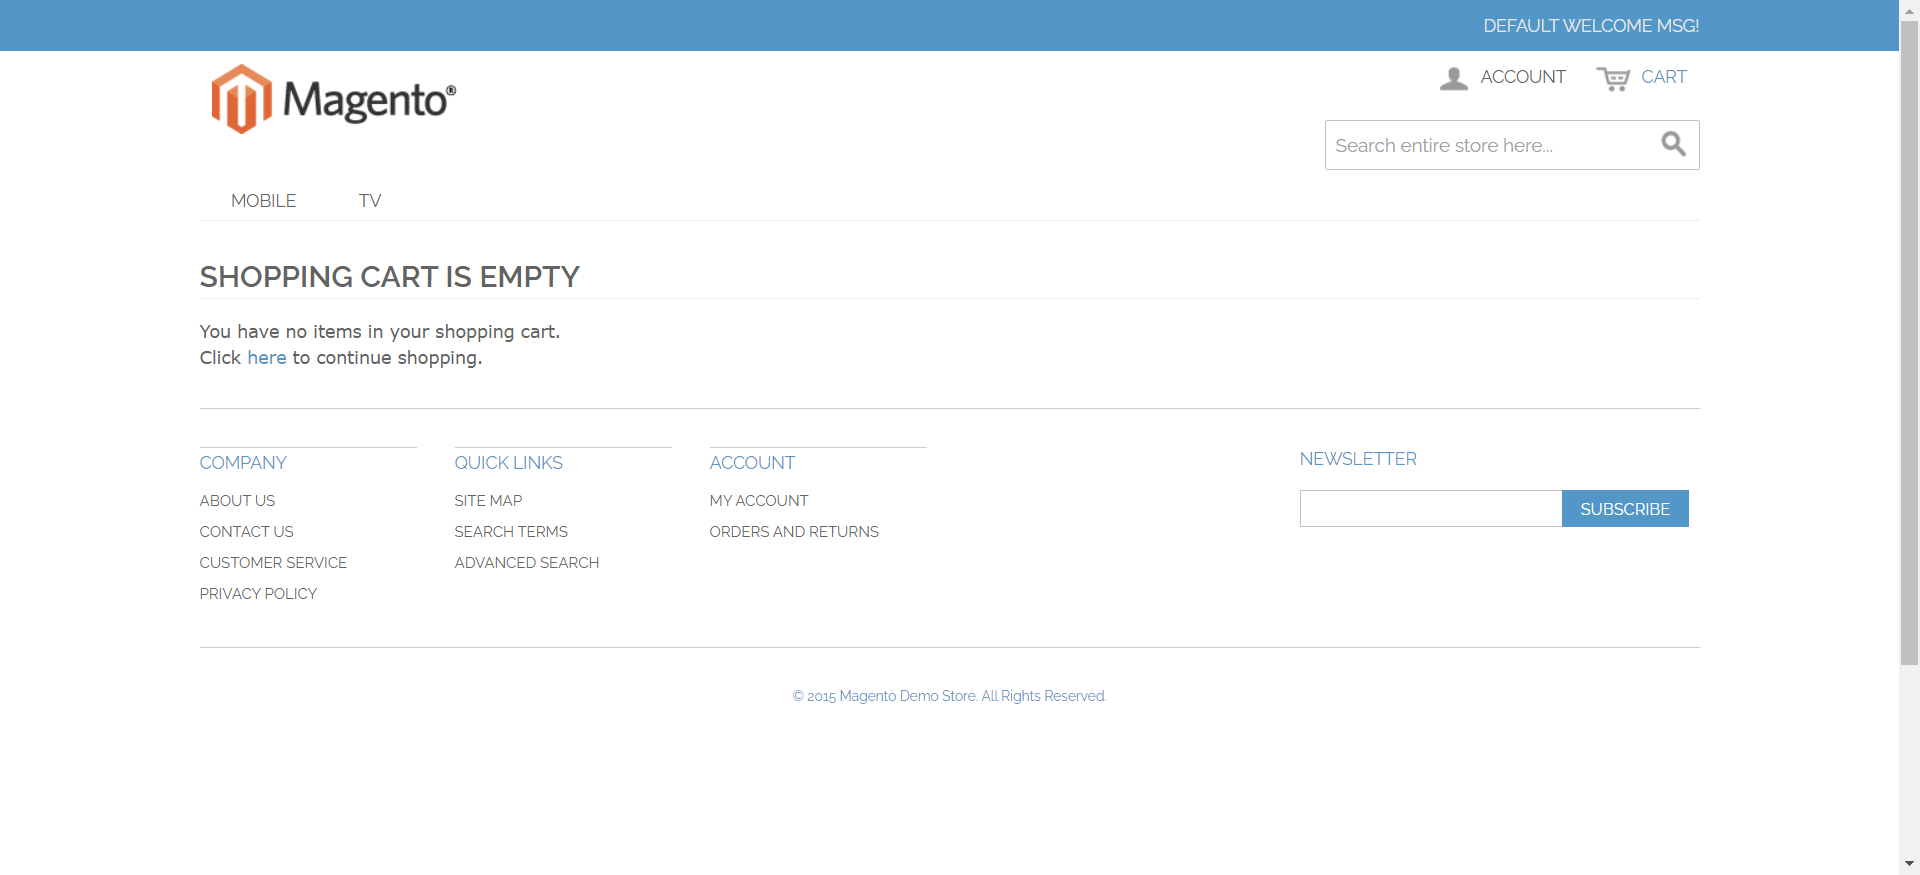 DEFAULT WELCOME MSG!
Magento®
ACCOUNT
CART
Search entire store here...
MOBILE
TV
SHOPPING CART IS EMPTY
You have no items in your shopping cart.
Click here to continue shopping.
COMPANY
ABOUT US
CONTACT US
CUSTOMER SERVICE
PRIVACY POLICY
QUICK LINKS
SITE MAP
SEARCH TERMS
ADVANCED SEARCH
ACCOUNT
MY ACCOUNT
ORDERS AND RETURNS
NEWSLETTER
SUBSCRIBE
© 2015 Magento Demo Store. All Rights Reserved.